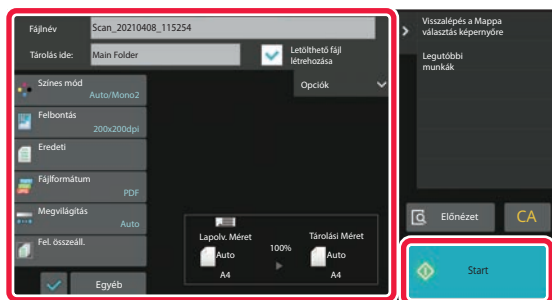 Fájlnév
Scan_20210408_115254
Tárolás ide:
Main Folder
Letölthető fájl
létrehozása
Színes mód
Auto/Mono2
Opciók
Felbontás
200x200dpi
Eredeti
Fájlformátum
PDF
Megvilágítás
Auto
Fel. összeáll.
Egyéb
Lapolv. Méret
Auto
A4
100%
Tárolási Méret
Auto
A4
Visszalépés a Mappa
választás képernyőre
Legutóbbi
munkák
Előnézet
CA
Start